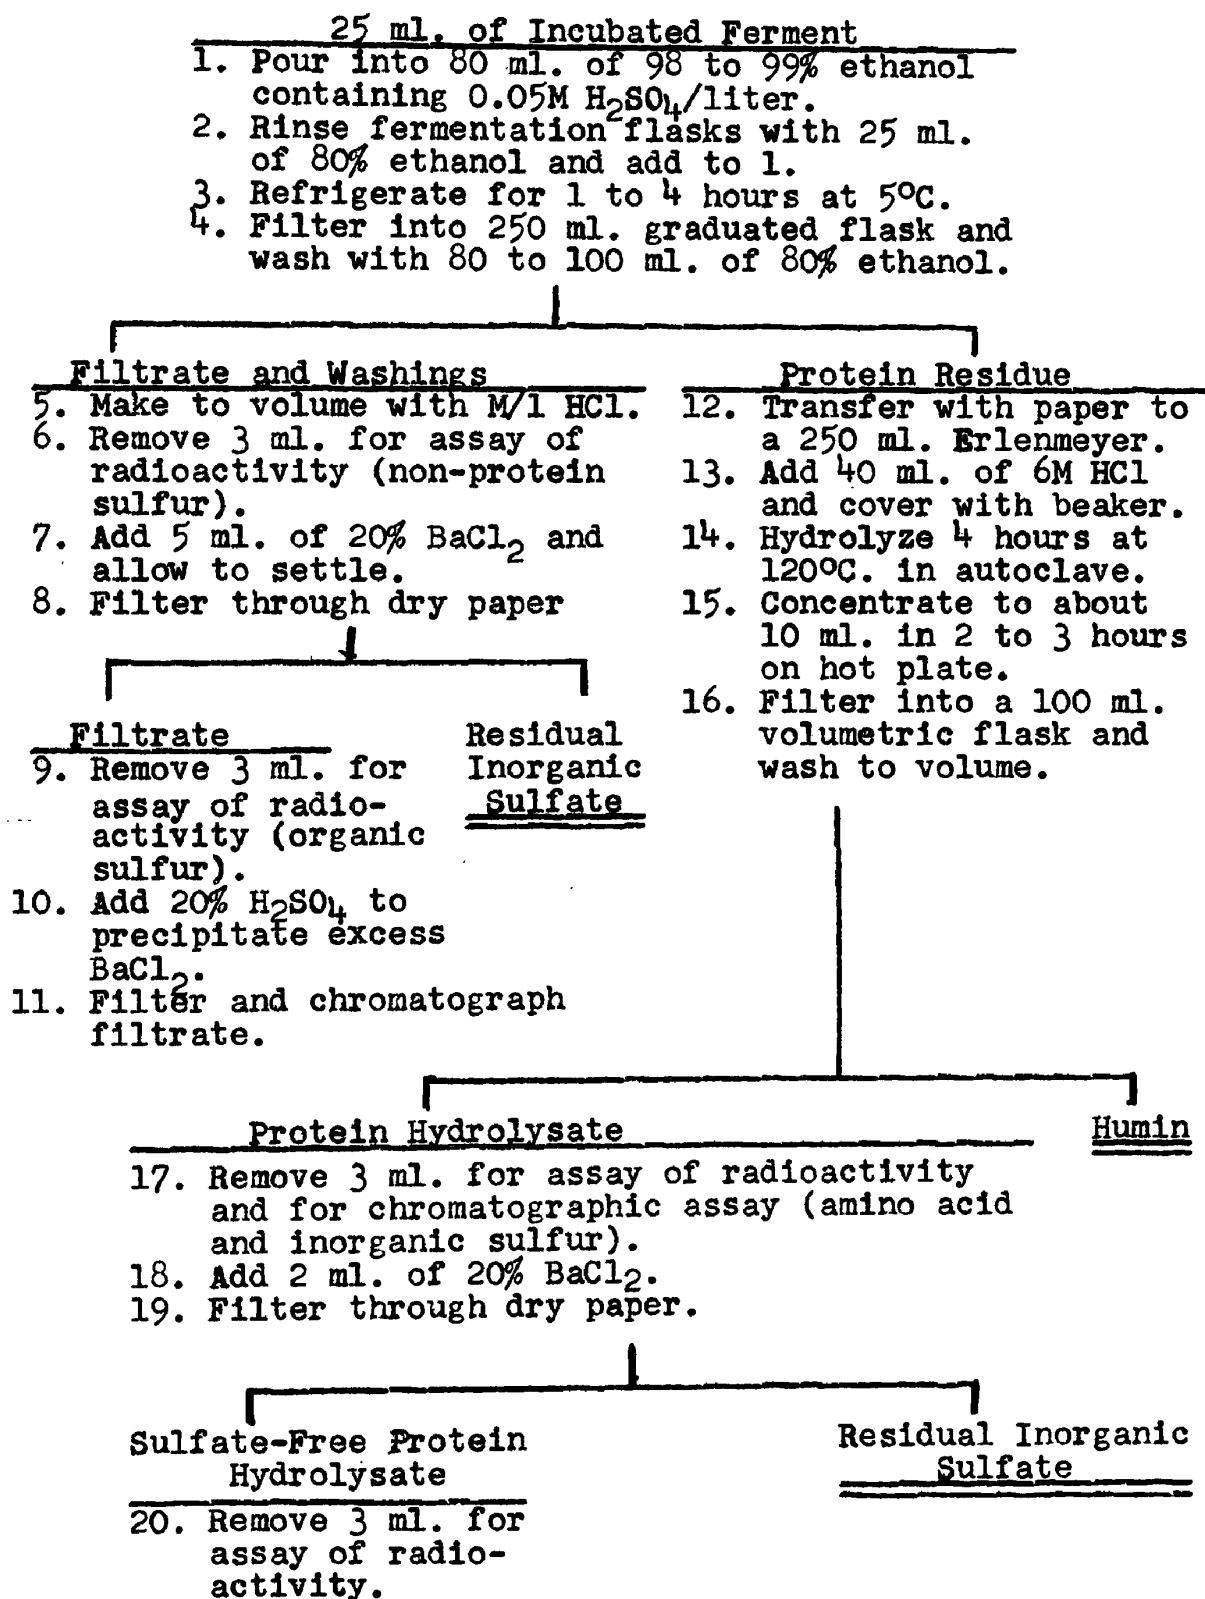 25 ml. of Incubated Ferment
1. Pour into 80 ml. of 98 to 99% ethanol
containing 0.05M H₂SO₄/liter.
2. Rinse fermentation flasks with 25 ml.
of 80% ethanol and add to 1.
3. Refrigerate for 1 to 4 hours at 5°C.
4. Filter into 250 ml. graduated flask and
wash with 80 to 100 ml. of 80% ethanol.
Filtrate and Washings
5. Make to volume with M/1 HCl.
6. Remove 3 ml. for assay of
radioactivity (non-protein
sulfur).
7. Add 5 ml. of 20% BaCl₂ and
allow to settle.
8. Filter through dry paper
Protein Residue
12. Transfer with paper to
a 250 ml. Erlenmeyer.
13. Add 40 ml. of 6M HCl
and cover with beaker.
14. Hydrolyze 4 hours at
120°C. in autoclave.
15. Concentrate to about
10 ml. in 2 to 3 hours
on hot plate.
16. Filter into a 100 ml.
volumetric flask and
wash to volume.
Filtrate
9. Remove 3 ml. for
assay of radio-
activity (organic
sulfur).
10. Add 20% H₂SO₄ to
precipitate excess
BaCl₂.
11. Filter and chromatograph
filtrate.
Residual
Inorganic
Sulfate
Protein Hydrolysate
17. Remove 3 ml. for assay of radioactivity
and for chromatographic assay (amino acid
and inorganic sulfur).
18. Add 2 ml. of 20% BaCl₂.
19. Filter through dry paper.
Humin
Sulfate-Free Protein
Hydrolysate
20. Remove 3 ml. for
assay of radio-
activity.
Residual Inorganic
Sulfate